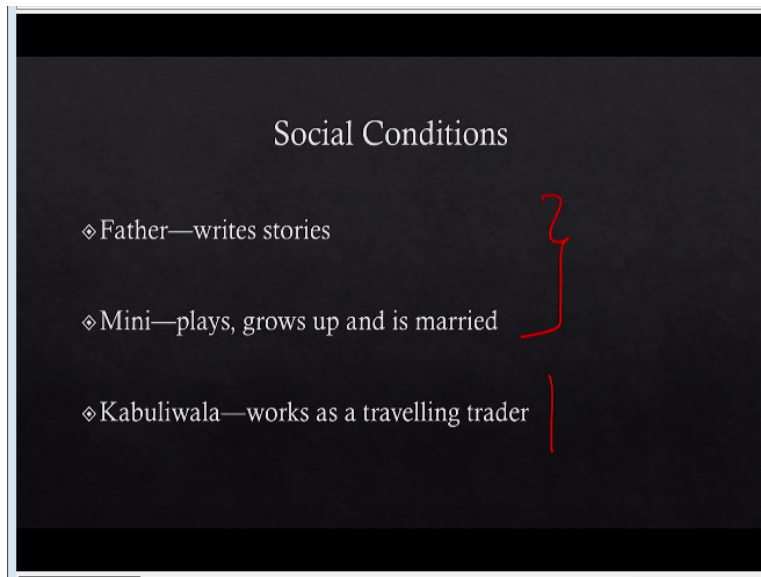 Social Conditions
Father—writes stories
Mini—plays, grows up and is married
Kabuliwala—works as a travelling trader